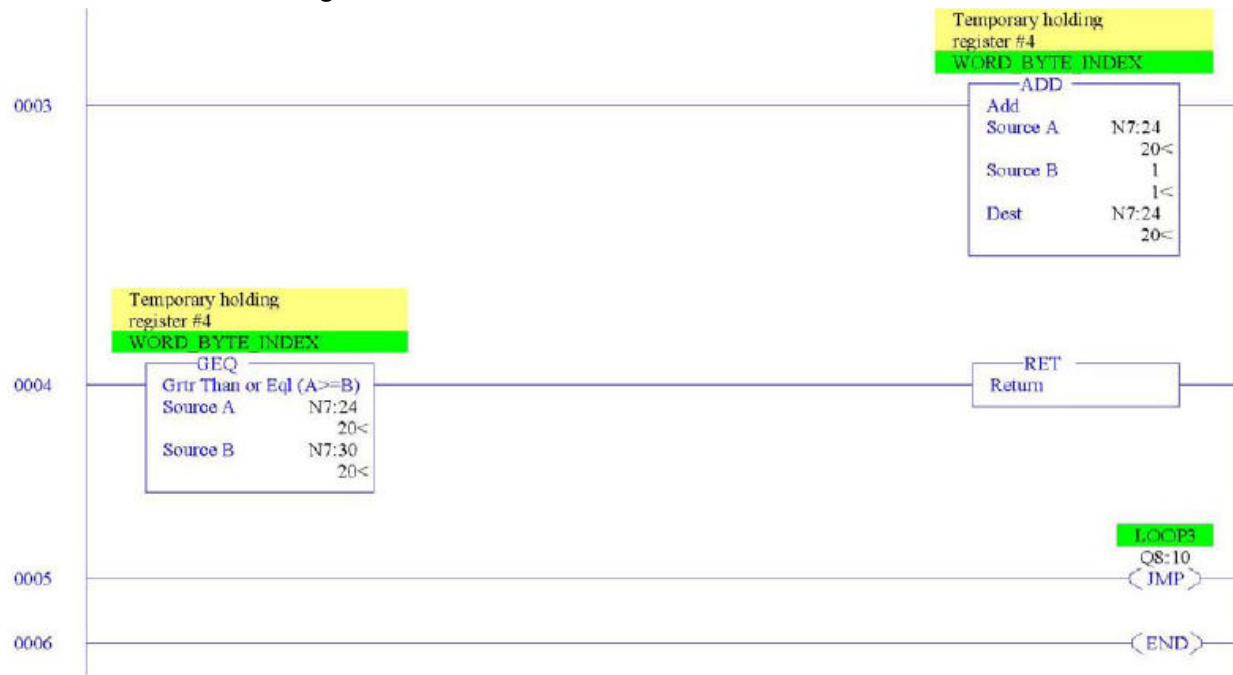 Temporary holding
register #4
WORD_BYTE_INDEX
ADD
0003
Add
Source A N7:24
20<
Source B 1
1<
Dest N7:24
20<
Temporary holding
register #4
WORD_BYTE_INDEX
GEQ
0004
Grtr Than or Eql (A>=B)
Source A N7:24
20<
Source B N7:30
20<
RET
Return
LOOP3
Q8:10
0005
JMP
0006
END